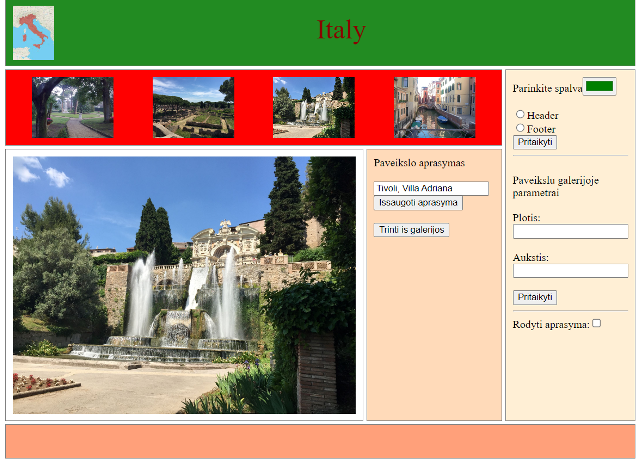 Italy
Parinkite spalva
Header
Footer
Pritaikyti
Paveikslo aprasymas
Tivoli, Villa Adriana
Issaugoti aprasyma
Trinti is galerijos
Paveikslu galerijoje
parametrai
Plotis:
Aukstis:
Pritaikyti
Rodyti aprasyma: